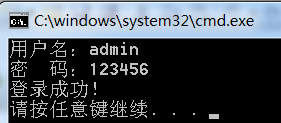 C:\windows\system32\cmd.exe
用户名：admin
密　码：123456
登录成功！
请按任意键继续. . .